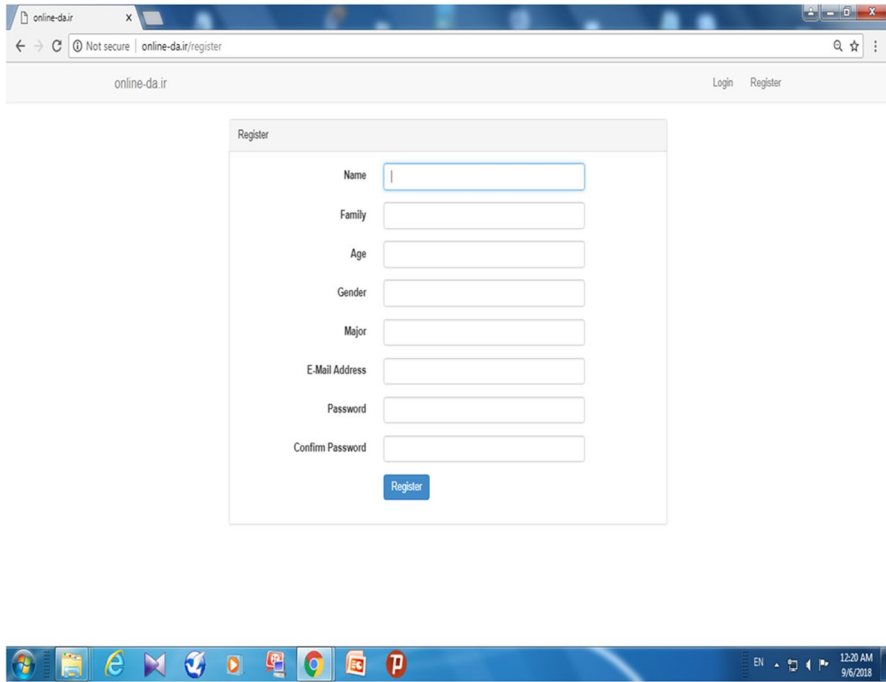 online-da.ir
Not secure | online-da.ir/register
online-da.ir Login Register
Register
Name
Family
Age
Gender
Major
E-Mail Address
Password
Confirm Password
Register
EN 12:20 AM
9/6/2018